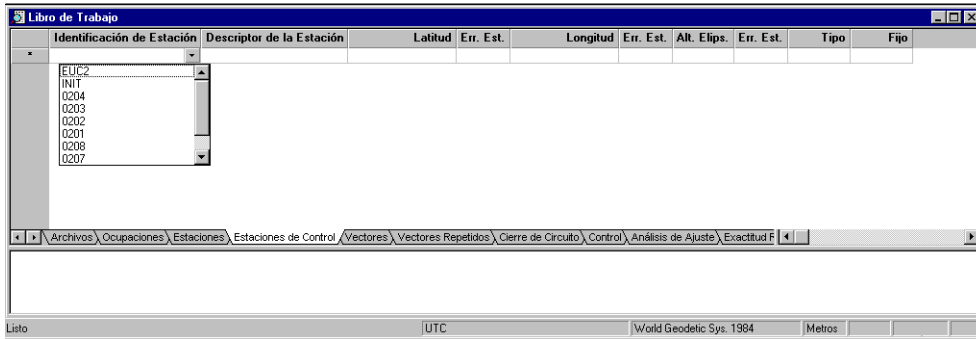 Libro de Trabajo
Identificación de Estación Descriptor de la Estación Latitud Err. Est. Longitud Err. Est. Alt. Elips. Err. Est. Tipo Fijo
*
EUC2
INIT
0204
0203
0202
0201
0208
0207
Archivos Ocupaciones Estaciones Estaciones de Control Vectores Vectores Repetidos Cierre de Circuito Control Análisis de Ajuste Exactitud
Listo UTC World Geodetic Sys. 1984 Metros